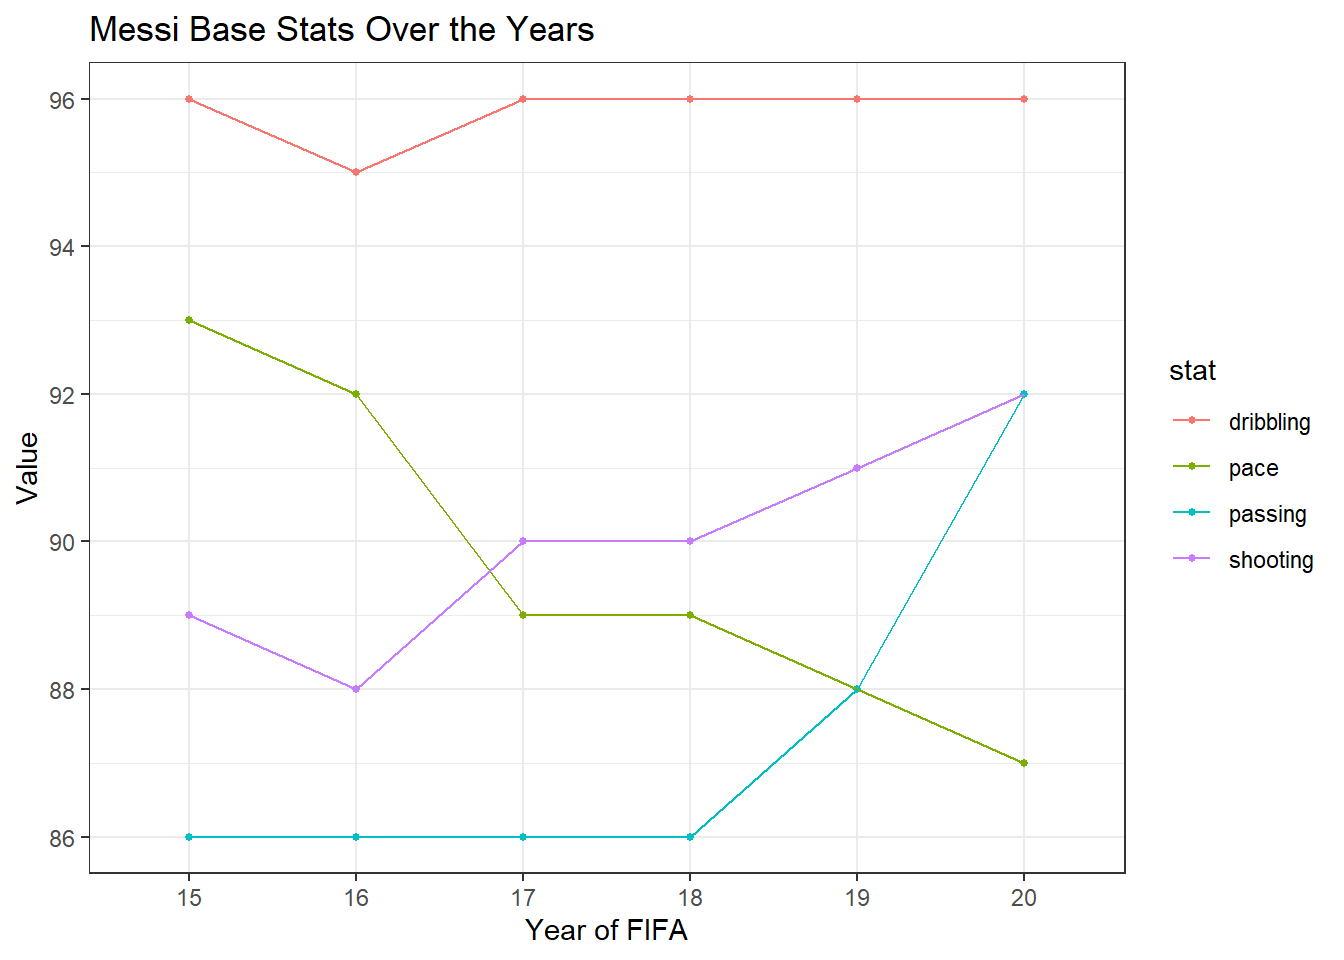 Messi Base Stats Over the Years
96
94
92
90
88
86
Value
15 16 17 18 19 20
Year of FIFA
stat
dribbling
pace
passing
shooting